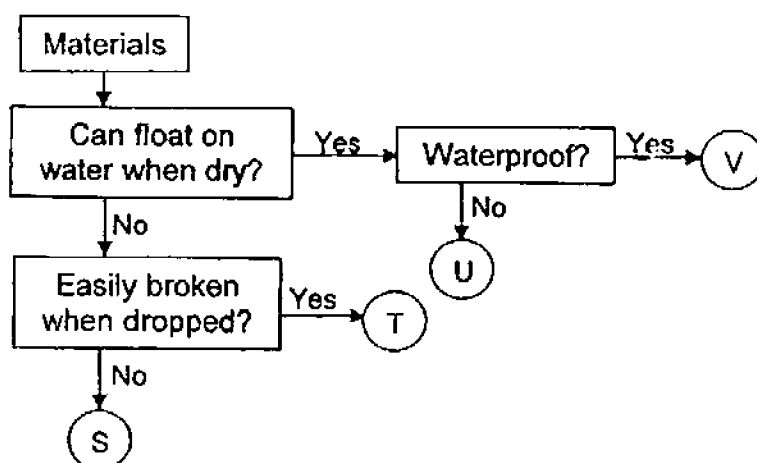 Materials
Can float on
water when dry?
Yes
Waterproof?
Yes
V
No
No
U
Easily broken
when dropped?
Yes
T
No
S